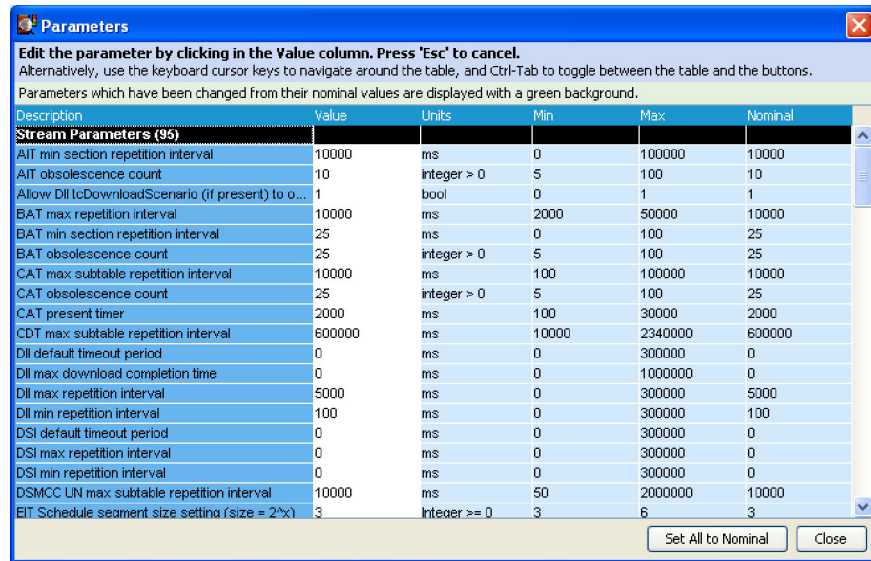 Parameters
Edit the parameter by clicking in the Value column. Press 'Esc' to cancel.
Alternatively, use the keyboard cursor keys to navigate around the table, and Ctrl-Tab to toggle between the table and the buttons.
Parameters which have been changed from their nominal values are displayed with a green background.
Description Value Units Min Max Nominal
Stream Parameters (95)
AIT min section repetition interval 10000 ms 0 100000 10000
AIT obsolescence count 10 integer > 0 5 100 10
Allow DII tcDownloadScenario (if present) to o... 1 bool 0 1 1
BAT max repetition interval 10000 ms 2000 50000 10000
BAT min section repetition interval 25 ms 0 100 25
BAT obsolescence count 25 integer > 0 5 100 25
CAT max subtable repetition interval 10000 ms 100 100000 10000
CAT obsolescence count 25 integer > 0 5 100 25
CAT present timer 2000 ms 100 30000 2000
CDT max subtable repetition interval 600000 ms 10000 2340000 600000
DII default timeout period 0 ms 0 300000 0
DII max download completion time 0 ms 0 1000000 0
DII max repetition interval 5000 ms 0 300000 5000
DII min repetition interval 100 ms 0 300000 100
DSI default timeout period 0 ms 0 300000 0
DSI max repetition interval 0 ms 0 300000 0
DSI min repetition interval 0 ms 0 300000 0
DSMCC UN max subtable repetition interval 10000 ms 50 2000000 10000
EIT Schedule segment size setting (size = 2^x) 3 Integer >= 0 3 6 3
Set All to Nominal Close